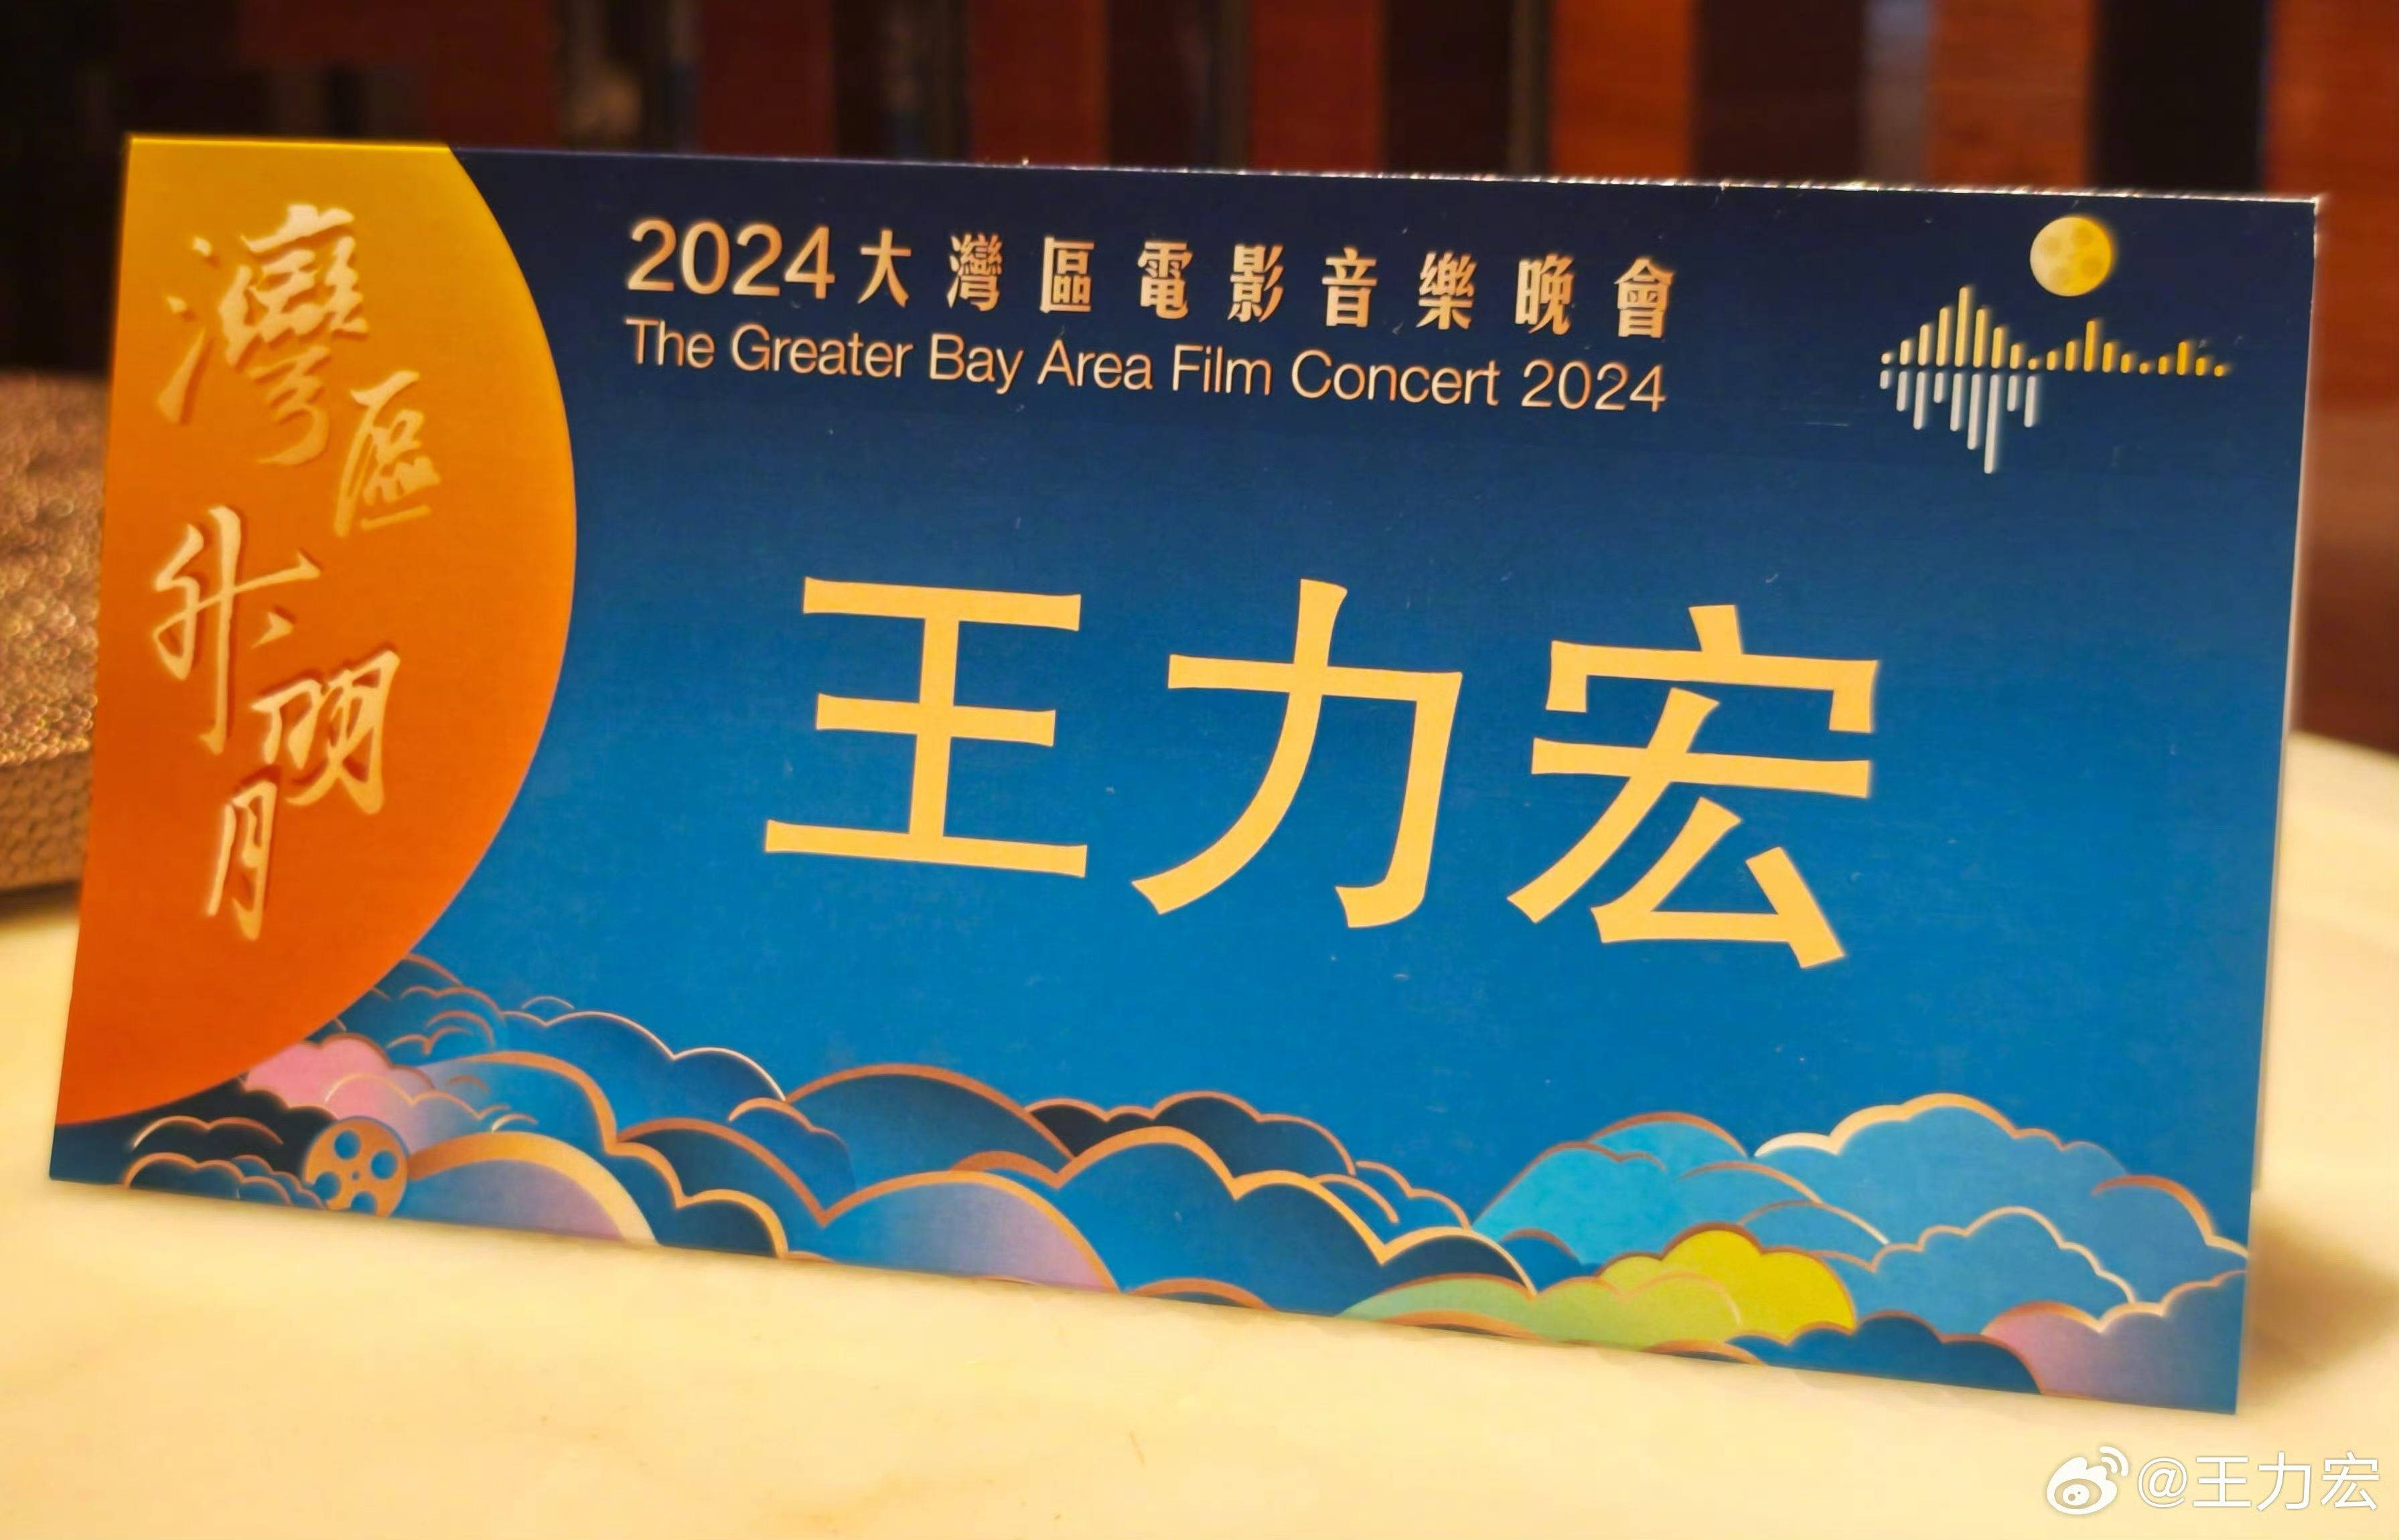 灣區
升明月
2024大灣區電影音樂晚會
The Greater Bay Area Film Concert 2024
王力宏
@王力宏